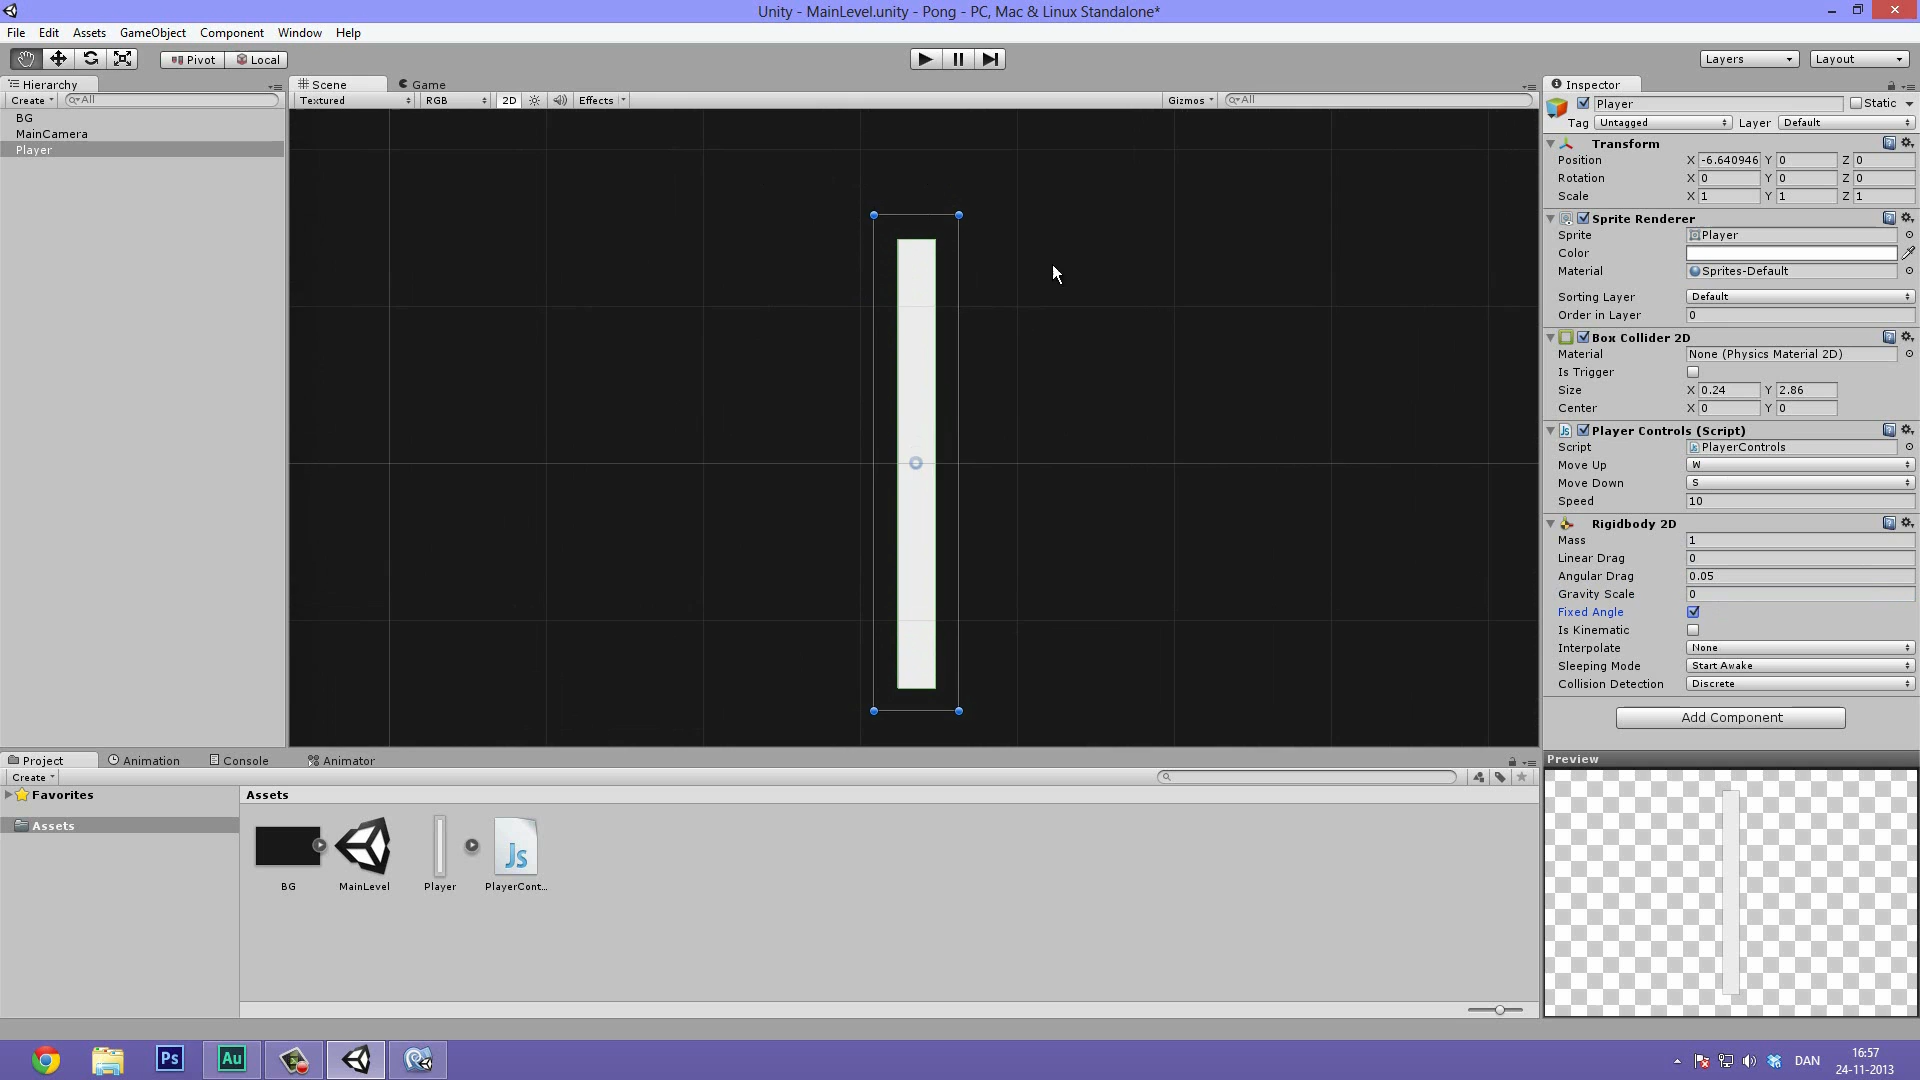 Unity - MainLevel.unity - Pong - PC, Mac & Linux Standalone*
File Edit Assets GameObject Component Window Help
Pivot Local Layers Layout
Hierarchy
Create All
BG
MainCamera
Player
Scene Game
Textured RGB 2D Effects Gizmos All
Inspector
Player Static
Tag Untagged Layer Default
Transform
Position X -6.640946 Y 0 Z 0
Rotation X 0 Y 0 Z 0
Scale X 1 Y 1 Z 1
Sprite Renderer
Sprite Player
Color
Material Sprites-Default
Sorting Layer Default
Order in Layer 0
Box Collider 2D
Material None (Physics Material 2D)
Is Trigger
Size X 0.24 Y 2.86
Center X 0 Y 0
Js Player Controls (Script)
Script PlayerControls
Move Up W
Move Down S
Speed 10
Rigidbody 2D
Mass 1
Linear Drag 0
Angular Drag 0.05
Gravity Scale 0
Fixed Angle
Is Kinematic
Interpolate None
Sleeping Mode Start Awake
Collision Detection Discrete
Add Component
Preview
Project Animation Console Animator
Create
Favorites
Assets
Assets
Js
BG MainLevel Player PlayerCont...
Ps Au
DAN
16:57
24-11-2013